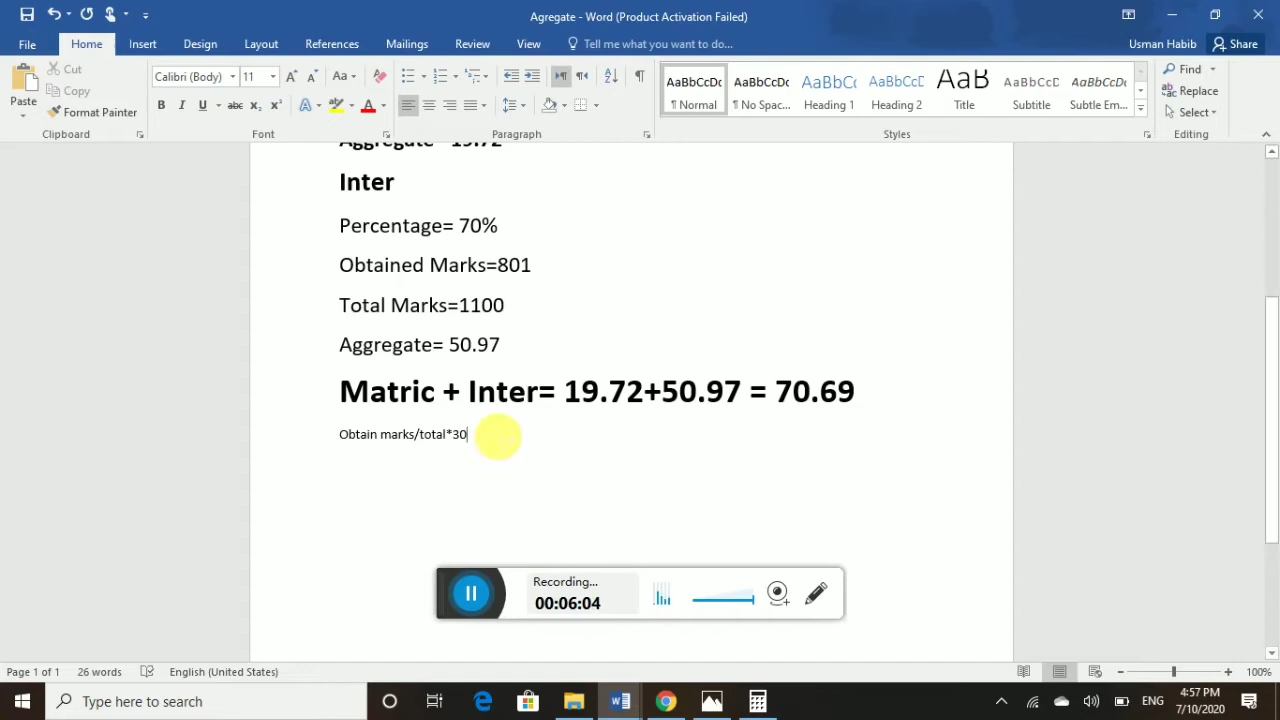 Agregate - Word (Product Activation Failed)
File Home Insert Design Layout References Mailings Review View Tell me what you want to do... Usman Habib Share
Paste
Cut
Copy
Format Painter
Clipboard
Calibri (Body) 11
Font
Paragraph
AaBbCcDc AaBbCcDc AaBbCc AaBbCcD AaB AaBbCcD AaBbCcDc
¶ Normal ¶ No Spac... Heading 1 Heading 2 Title Subtitle Subtle Em...
Styles
Find
Replace
Select
Editing
Aggregate= 19.72
Inter
Percentage= 70%
Obtained Marks=801
Total Marks=1100
Aggregate= 50.97
Matric + Inter= 19.72+50.97 = 70.69
Obtain marks/total*30
Recording...
00:06:04
Page 1 of 1 26 words English (United States) 100%
Type here to search
ENG
4:57 PM
7/10/2020